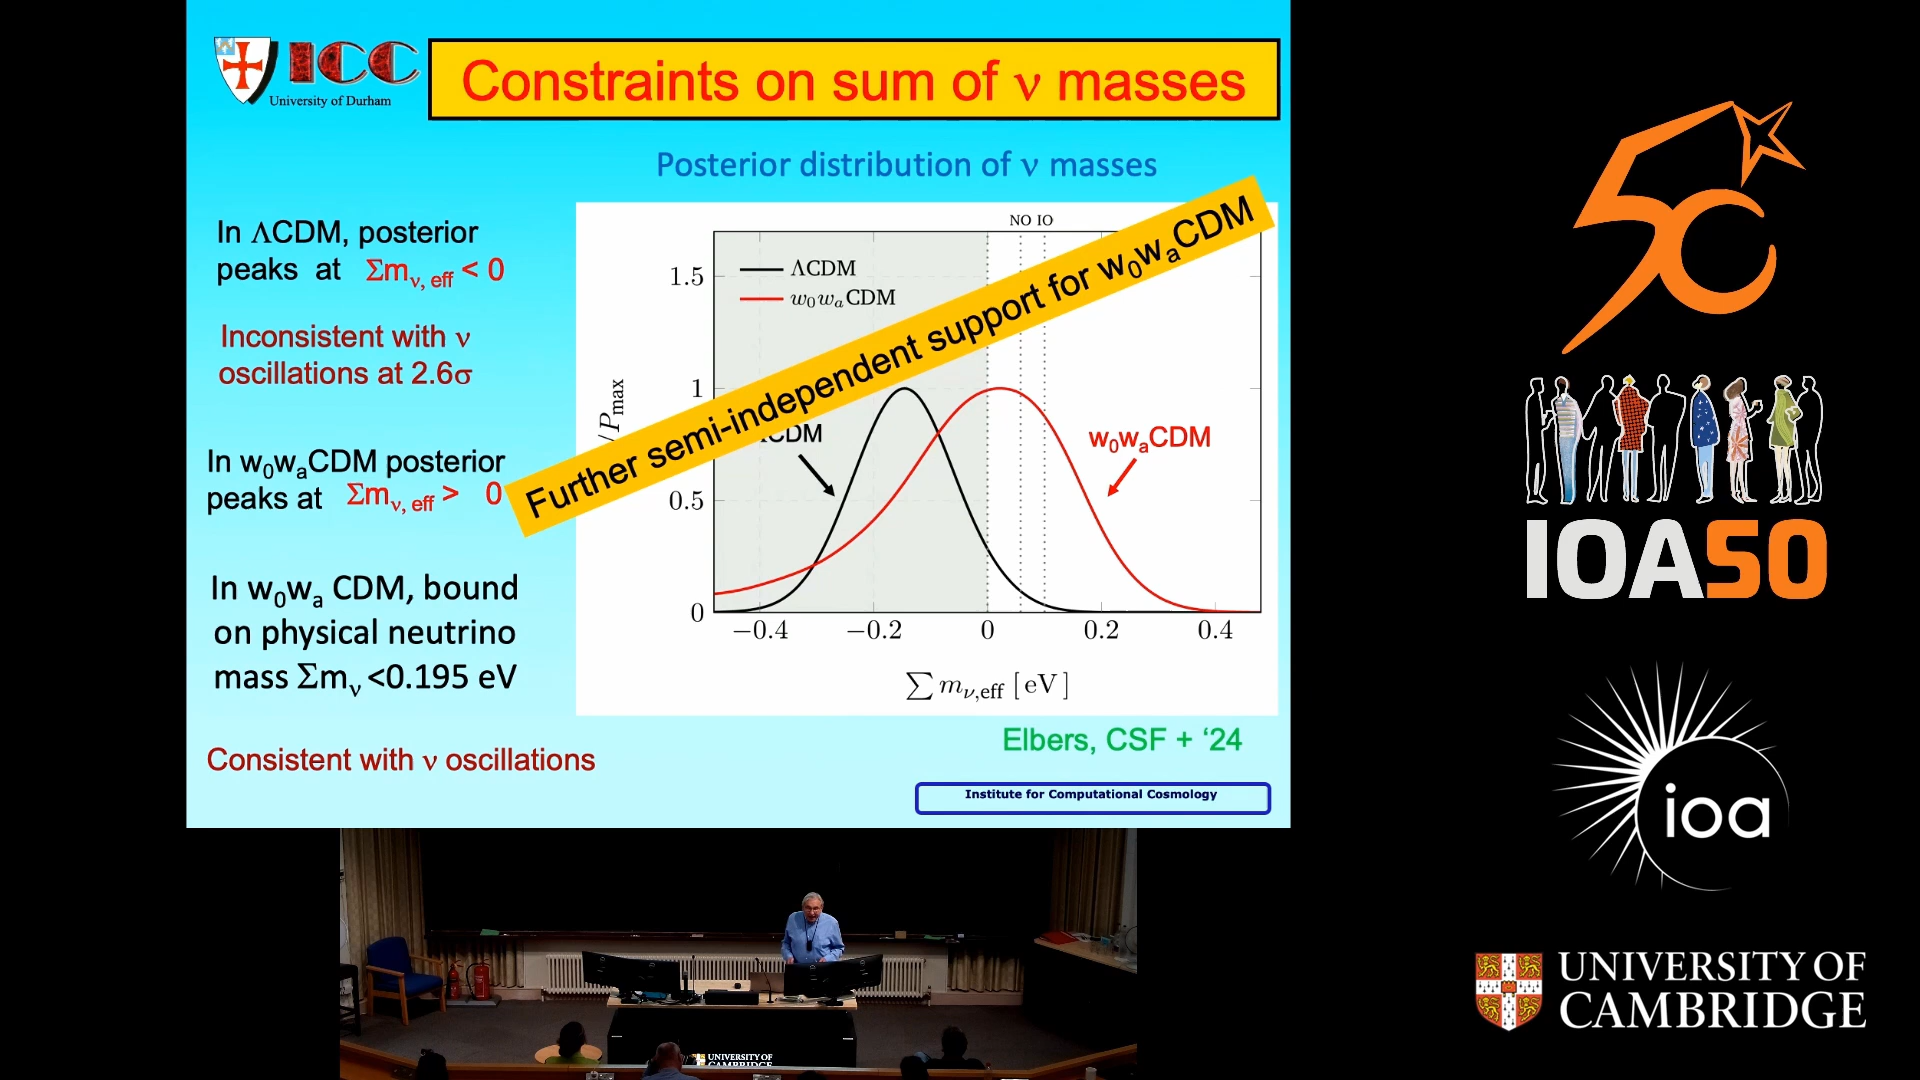 ICC
University of Durham
Constraints on sum of ν masses
Posterior distribution of ν masses
In ΛCDM, posterior
peaks at Σmν, eff < 0
Inconsistent with ν
oscillations at 2.6σ
In w0waCDM posterior
peaks at Σmν, eff > 0
In w0wa CDM, bound
on physical neutrino
mass Σmν <0.195 eV
Consistent with ν oscillations
NO IO
ΛCDM
w0waCDM
Further semi-independent support for w0waCDM
1.5
1
0.5
0
/Pmax
CDM
w0waCDM
−0.4 −0.2 0 0.2 0.4
∑ mν,eff [eV]
Elbers, CSF + ‘24
Institute for Computational Cosmology
50
IOA50
ioa
UNIVERSITY OF
CAMBRIDGE
UNIVERSITY OF
CAMBRIDGE